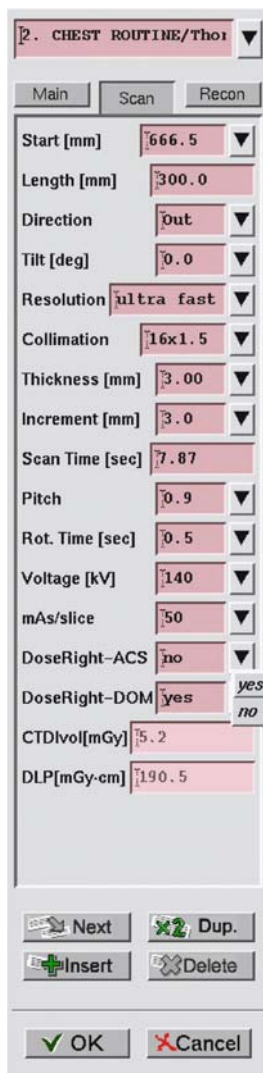 2. CHEST ROUTINE/Thor
Main Scan Recon
Start [mm] 666.5
Length [mm] 300.0
Direction Out
Tilt [deg] 0.0
Resolution ultra fast
Collimation 16x1.5
Thickness [mm] 3.00
Increment [mm] 3.0
Scan Time [sec] 7.87
Pitch 0.9
Rot. Time [sec] 0.5
Voltage [kV] 140
mAs/slice 50
DoseRight-ACS no
yes
DoseRight-DOM yes
no
CTDIvol[mGy] 5.2
DLP[mGy·cm] 190.5
Next x2 Dup.
Insert Delete
OK Cancel